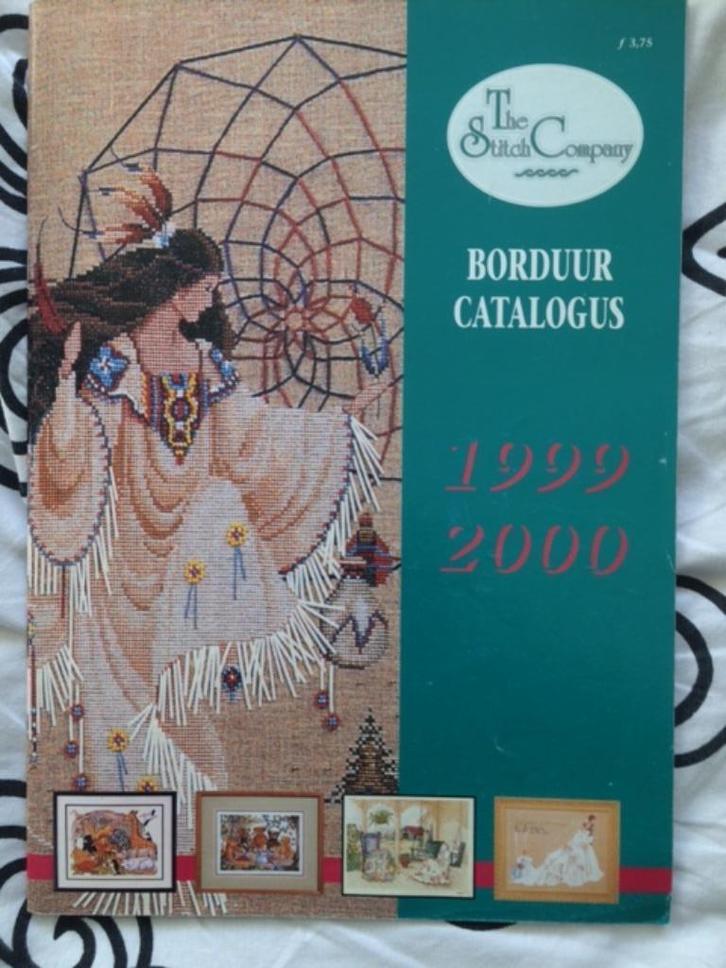 f 3,75
The
Stitch Company
BORDUUR
CATALOGUS
1999
2000